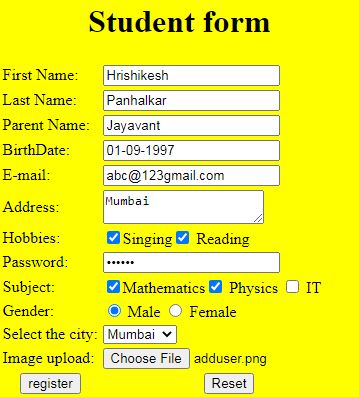 Student form
First Name: Hrishikesh
Last Name: Panhalkar
Parent Name: Jayavant
BirthDate: 01-09-1997
E-mail: abc@123gmail.com
Address: Mumbai
Hobbies: Singing Reading
Password: ••••••
Subject: Mathematics Physics IT
Gender: Male Female
Select the city: Mumbai
Image upload: Choose File adduser.png
register Reset